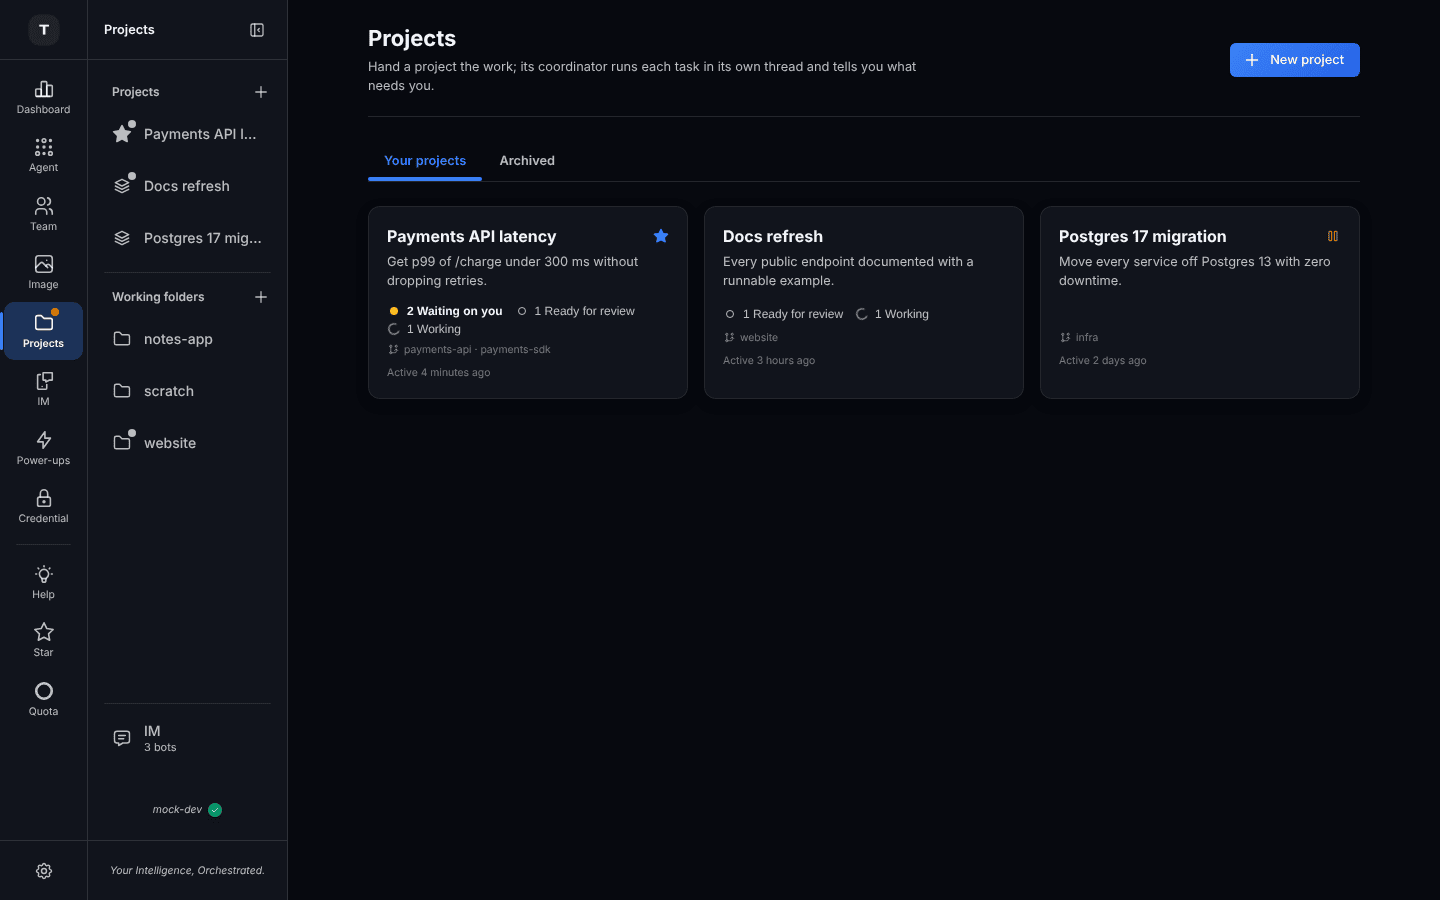 T
Projects
Dashboard
Agent
Team
Image
Projects
IM
Power-ups
Credential
Help
Star
Quota
Projects
Payments API l...
Docs refresh
Postgres 17 mig...
Working folders
notes-app
scratch
website
IM
3 bots
mock-dev
Your Intelligence, Orchestrated.
Projects
Hand a project the work; its coordinator runs each task in its own thread and tells you what
needs you.
New project
Your projects
Archived
Payments API latency
Get p99 of /charge under 300 ms without
dropping retries.
2 Waiting on you
1 Ready for review
1 Working
payments-api · payments-sdk
Active 4 minutes ago
Docs refresh
Every public endpoint documented with a
runnable example.
1 Ready for review
1 Working
website
Active 3 hours ago
Postgres 17 migration
Move every service off Postgres 13 with zero
downtime.
infra
Active 2 days ago